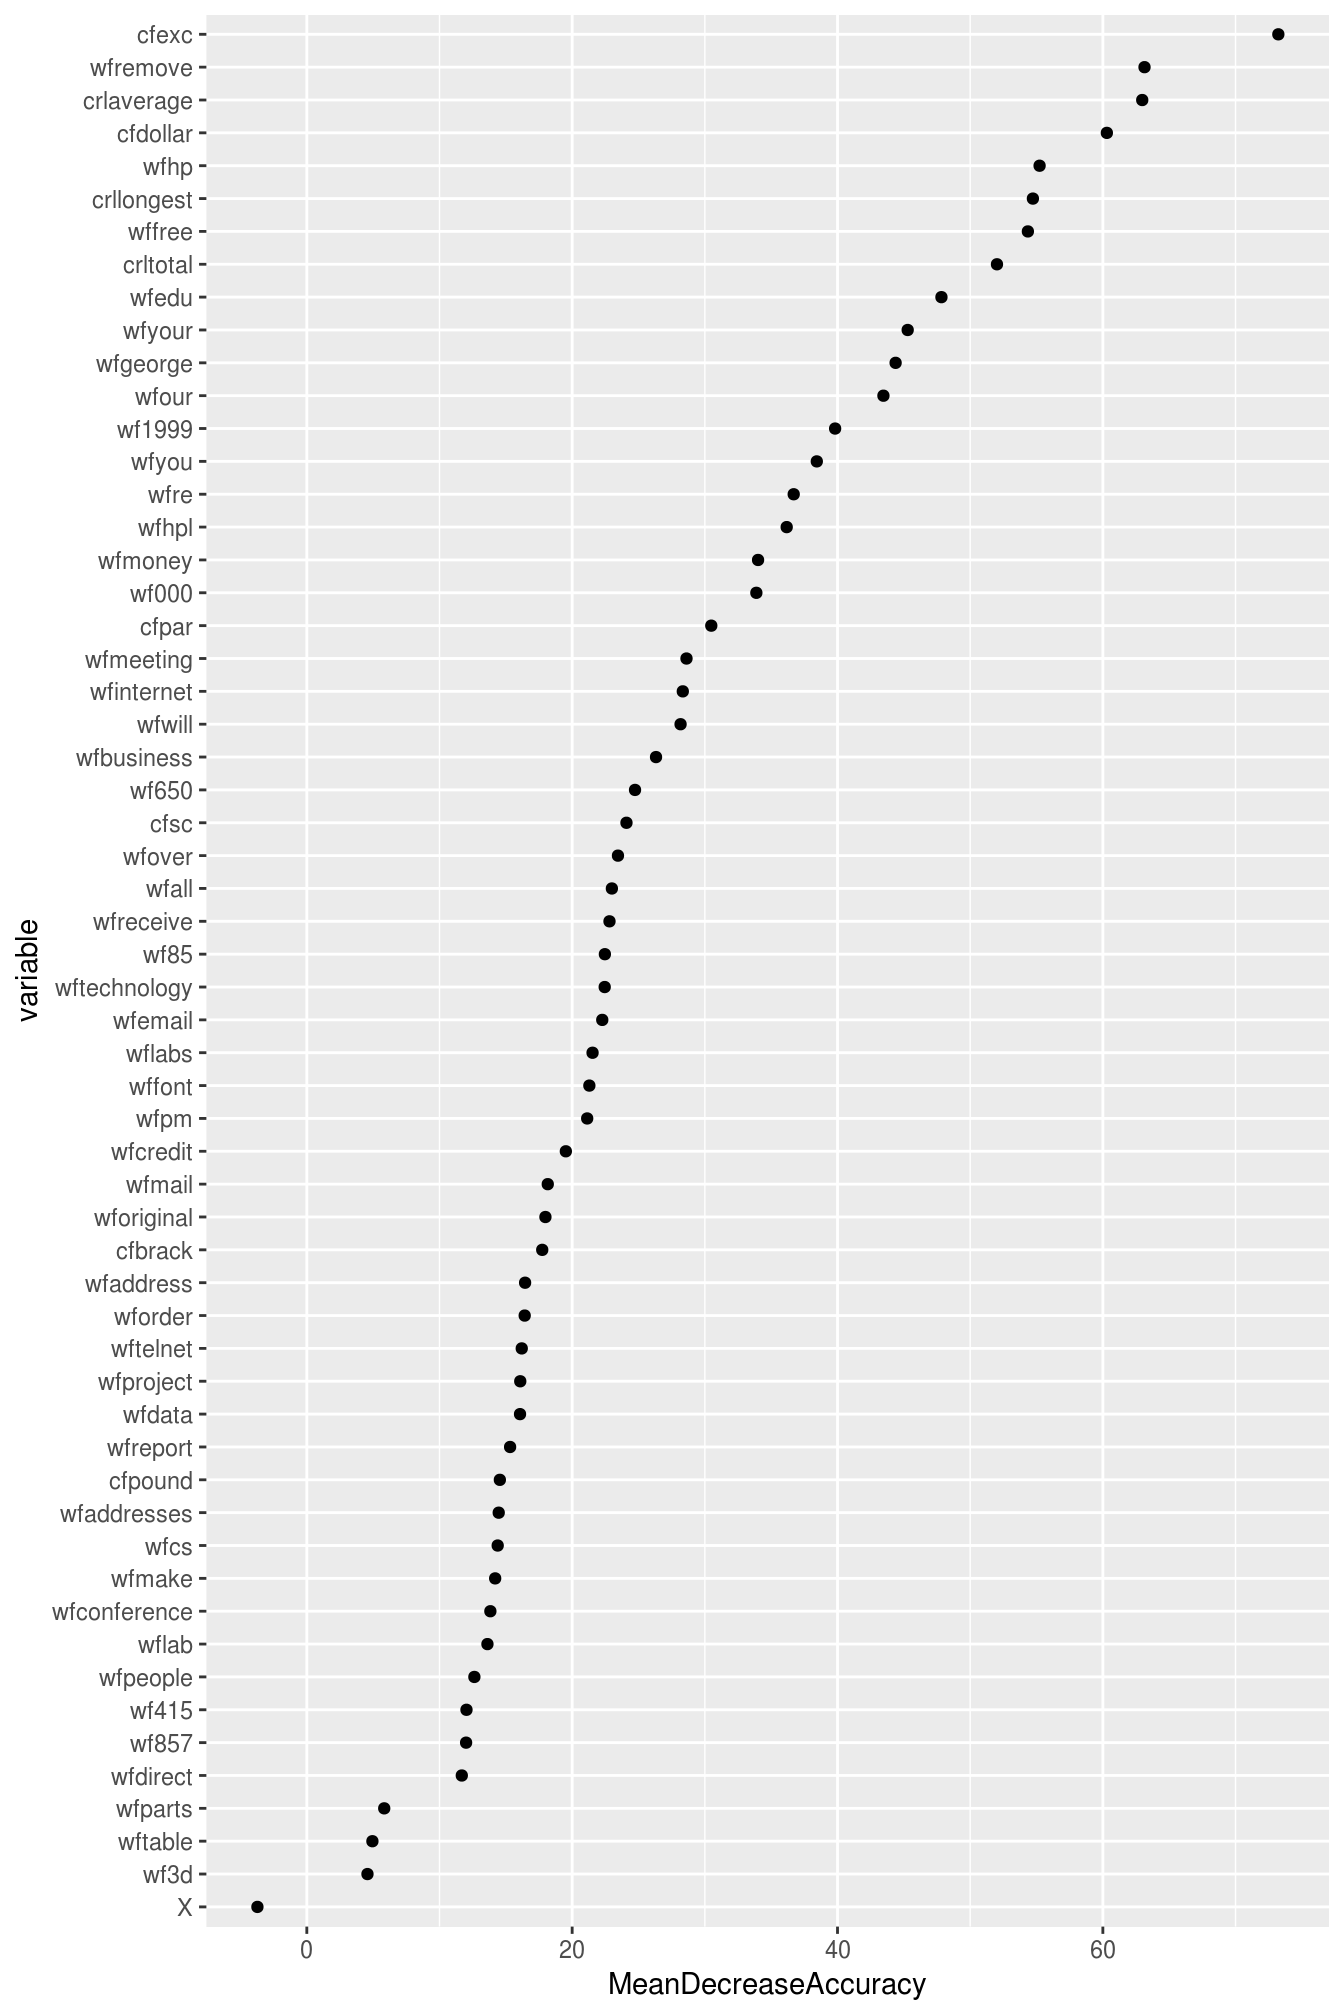 cfexc
wfremove
crlaverage
cfdollar
wfhp
crllongest
wffree
crltotal
wfedu
wfyour
wfgeorge
wfour
wf1999
wfyou
wfre
wfhpl
wfmoney
wf000
cfpar
wfmeeting
wfinternet
wfwill
wfbusiness
wf650
cfsc
wfover
wfall
wfreceive
wf85
wftechnology
wfemail
wflabs
wffont
wfpm
wfcredit
wfmail
wforiginal
cfbrack
wfaddress
wforder
wftelnet
wfproject
wfdata
wfreport
cfpound
wfaddresses
wfcs
wfmake
wfconference
wflab
wfpeople
wf415
wf857
wfdirect
wfparts
wftable
wf3d
X
variable
0 20 40 60
MeanDecreaseAccuracy